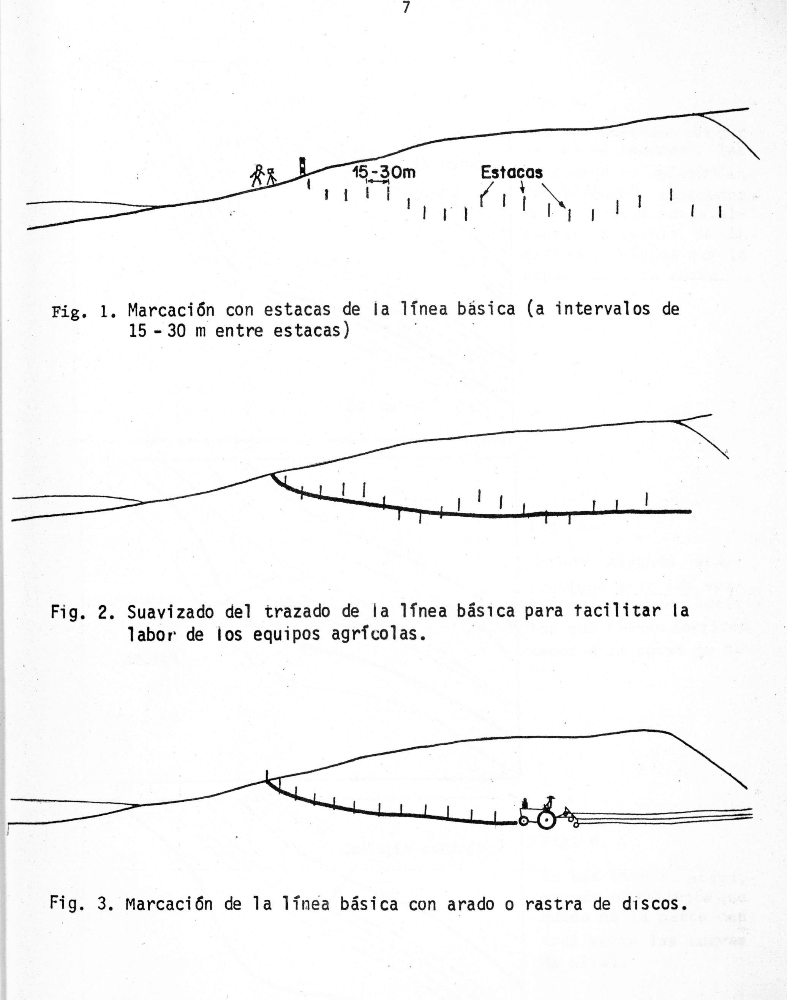 7
15-30m
Estacas
Fig. 1. Marcación con estacas de la línea básica (a intervalos de
15 - 30 m entre estacas)
Fig. 2. Suavizado del trazado de la línea básica para facilitar la
labor de los equipos agrícolas.
Fig. 3. Marcación de la línea básica con arado o rastra de discos.